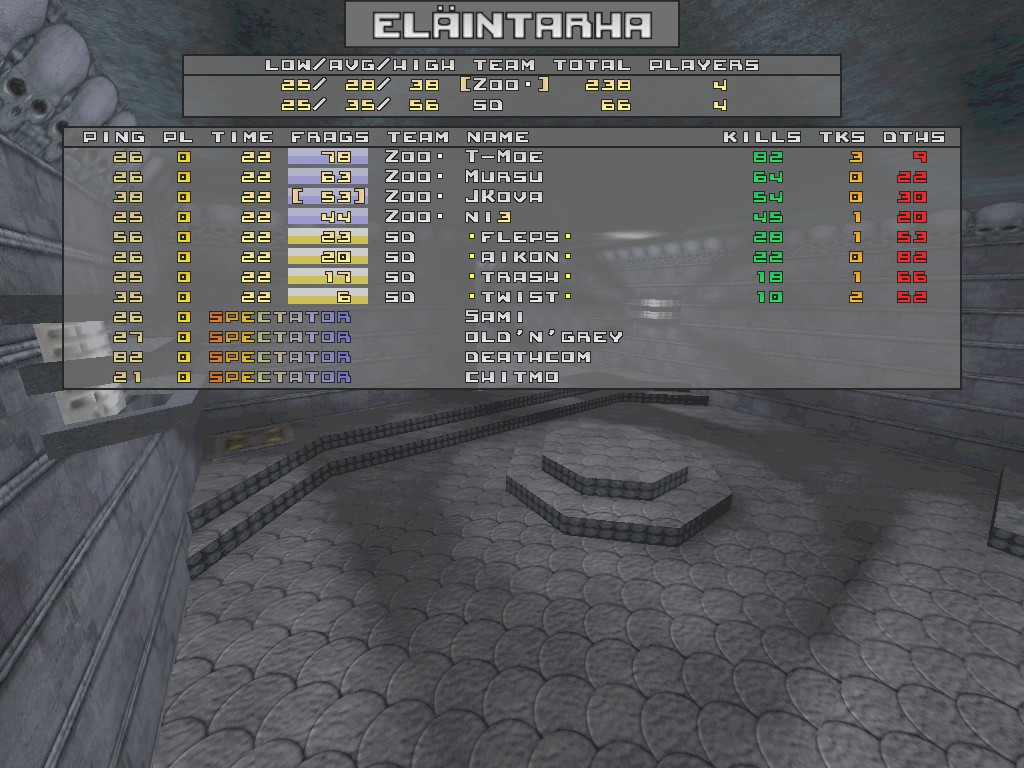 ELÄINTARHA
LOW/AVG/HIGH TEAM TOTAL PLAYERS
25/ 28/ 38 [ZOO·] 238 4
25/ 35/ 56 SD 66 4
PING PL TIME FRAGS TEAM NAME KILLS TKS DTHS
26 0 22 78 ZOO· T-MOE 82 3 9
26 0 22 63 ZOO· MURSU 64 0 22
38 0 22 [ 53] ZOO· JKOVA 54 0 30
25 0 22 44 ZOO· NI3 45 1 20
56 0 22 23 SD ·FLEPS· 28 1 53
26 0 22 20 SD ·AIKON· 22 0 82
25 0 22 17 SD ·TRASH· 18 1 66
35 0 22 6 SD ·TWIST· 10 2 52
26 0 SPECTATOR SAMI
27 0 SPECTATOR OLD'N'GREY
82 0 SPECTATOR DEATHCOM
21 0 SPECTATOR CHITMO